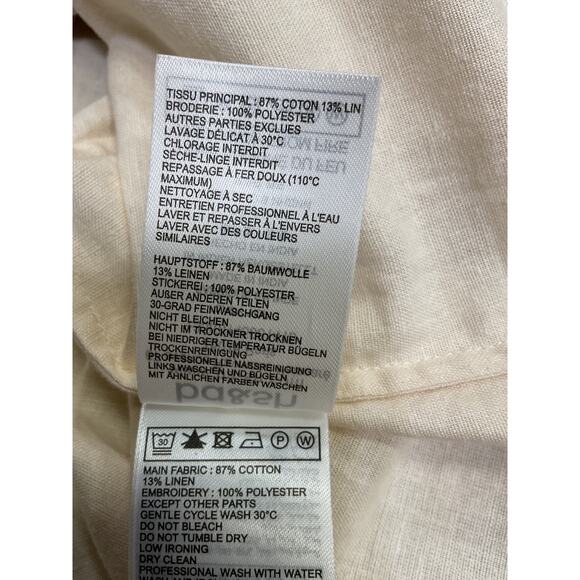 TISSU PRINCIPAL : 87% COTON 13% LIN
BRODERIE : 100% POLYESTER
AUTRES PARTIES EXCLUES
LAVAGE DÉLICAT À 30°C
CHLORAGE INTERDIT
SÈCHE-LINGE INTERDIT
REPASSAGE À FER DOUX (110°C
MAXIMUM)
NETTOYAGE À SEC
ENTRETIEN PROFESSIONNEL À L'EAU
LAVER ET REPASSER À L'ENVERS
LAVER AVEC DES COULEURS
SIMILAIRES
HAUPTSTOFF : 87% BAUMWOLLE
13% LEINEN
STICKEREI : 100% POLYESTER
AUßER ANDEREN TEILEN
30-GRAD FEINWASCHGANG
NICHT BLEICHEN
NICHT IM TROCKNER TROCKNEN
BEI NIEDRIGER TEMPERATUR BÜGELN
TROCKENREINIGUNG
PROFESSIONELLE NASSREINIGUNG
LINKS WASCHEN UND BÜGELN
MIT ÄHNLICHEN FARBEN WASCHEN
ba&sh
30 P W
MAIN FABRIC : 87% COTTON
13% LINEN
EMBROIDERY : 100% POLYESTER
EXCEPT OTHER PARTS
GENTLE CYCLE WASH 30°C
DO NOT BLEACH
DO NOT TUMBLE DRY
LOW IRONING
DRY CLEAN
PROFESSIONAL WASH WITH WATER